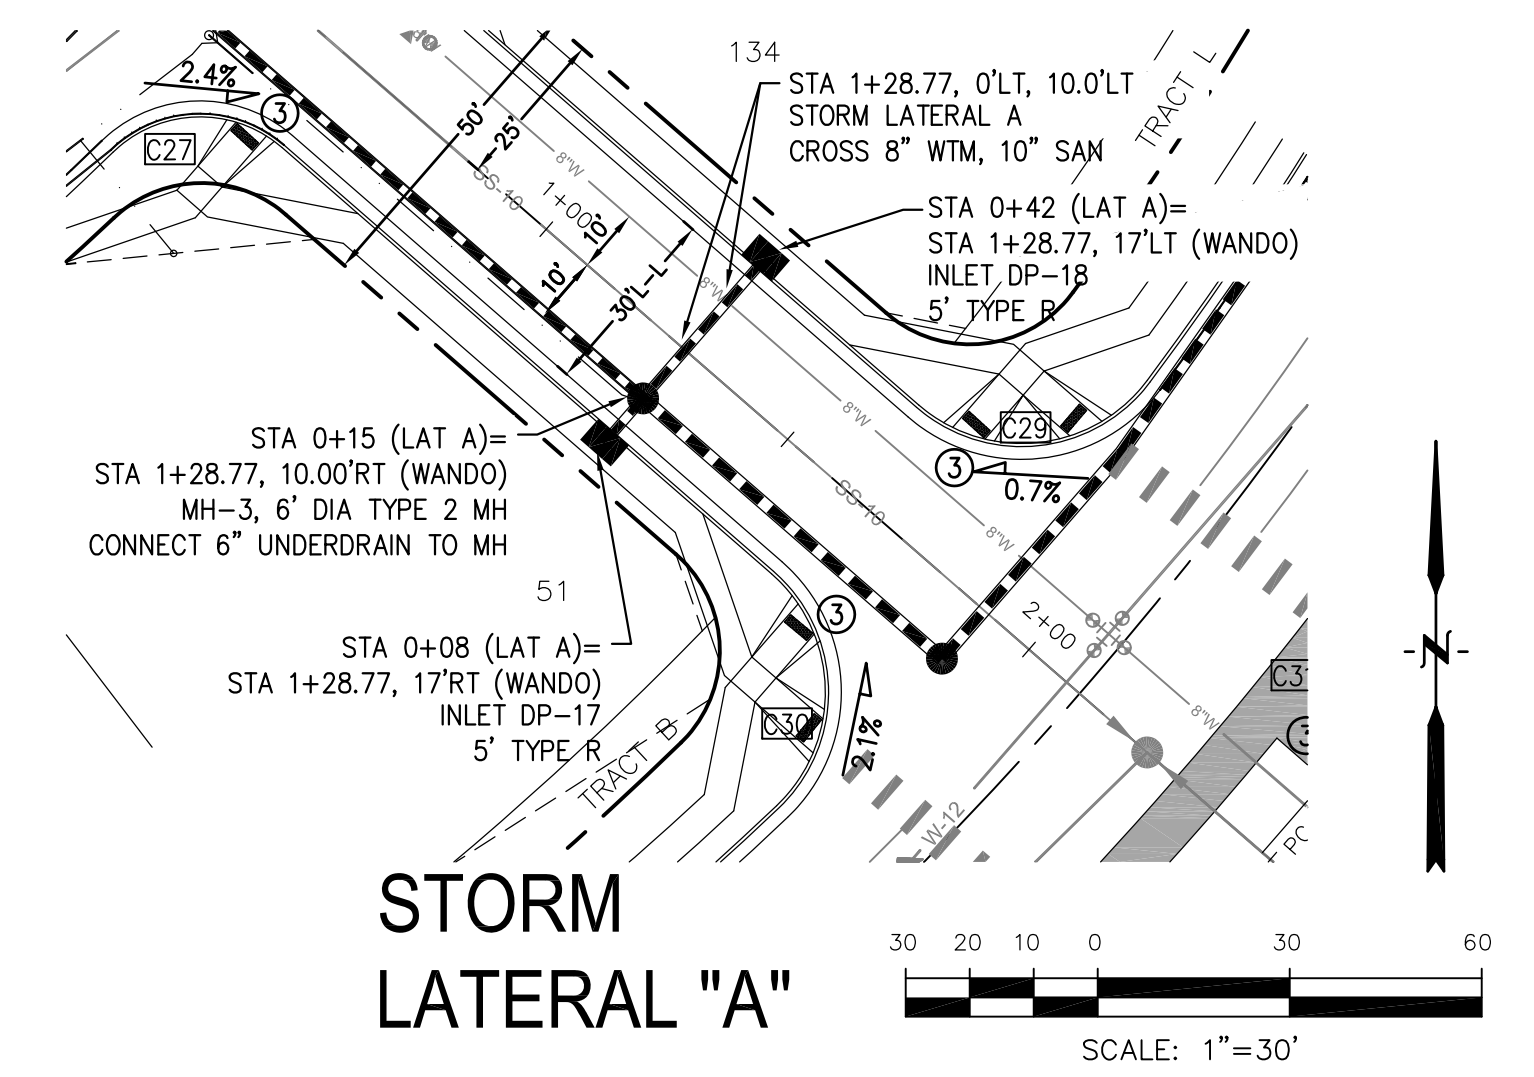 134
STA 1+28.77, 0'LT, 10.0'LT
STORM LATERAL A
CROSS 8" WTM, 10" SAN
TRACT L
2.4%
3
C27
50'
25'
8"W
SS-10
1+00
10'
10'
30'L-L
8"W
STA 0+42 (LAT A)=
STA 1+28.77, 17'LT (WANDO)
INLET DP-18
5' TYPE R
8"W
C29
3
0.7%
STA 0+15 (LAT A)=
STA 1+28.77, 10.00'RT (WANDO)
MH-3, 6' DIA TYPE 2 MH
CONNECT 6" UNDERDRAIN TO MH
SS-10
8"W
51
3
2+00
STA 0+08 (LAT A)=
STA 1+28.77, 17'RT (WANDO)
INLET DP-17
5' TYPE R
C30
2.1%
TRACT B
8"W
C31
3
W-12
N
STORM
LATERAL "A"
30 20 10 0 30 60
SCALE: 1"=30'